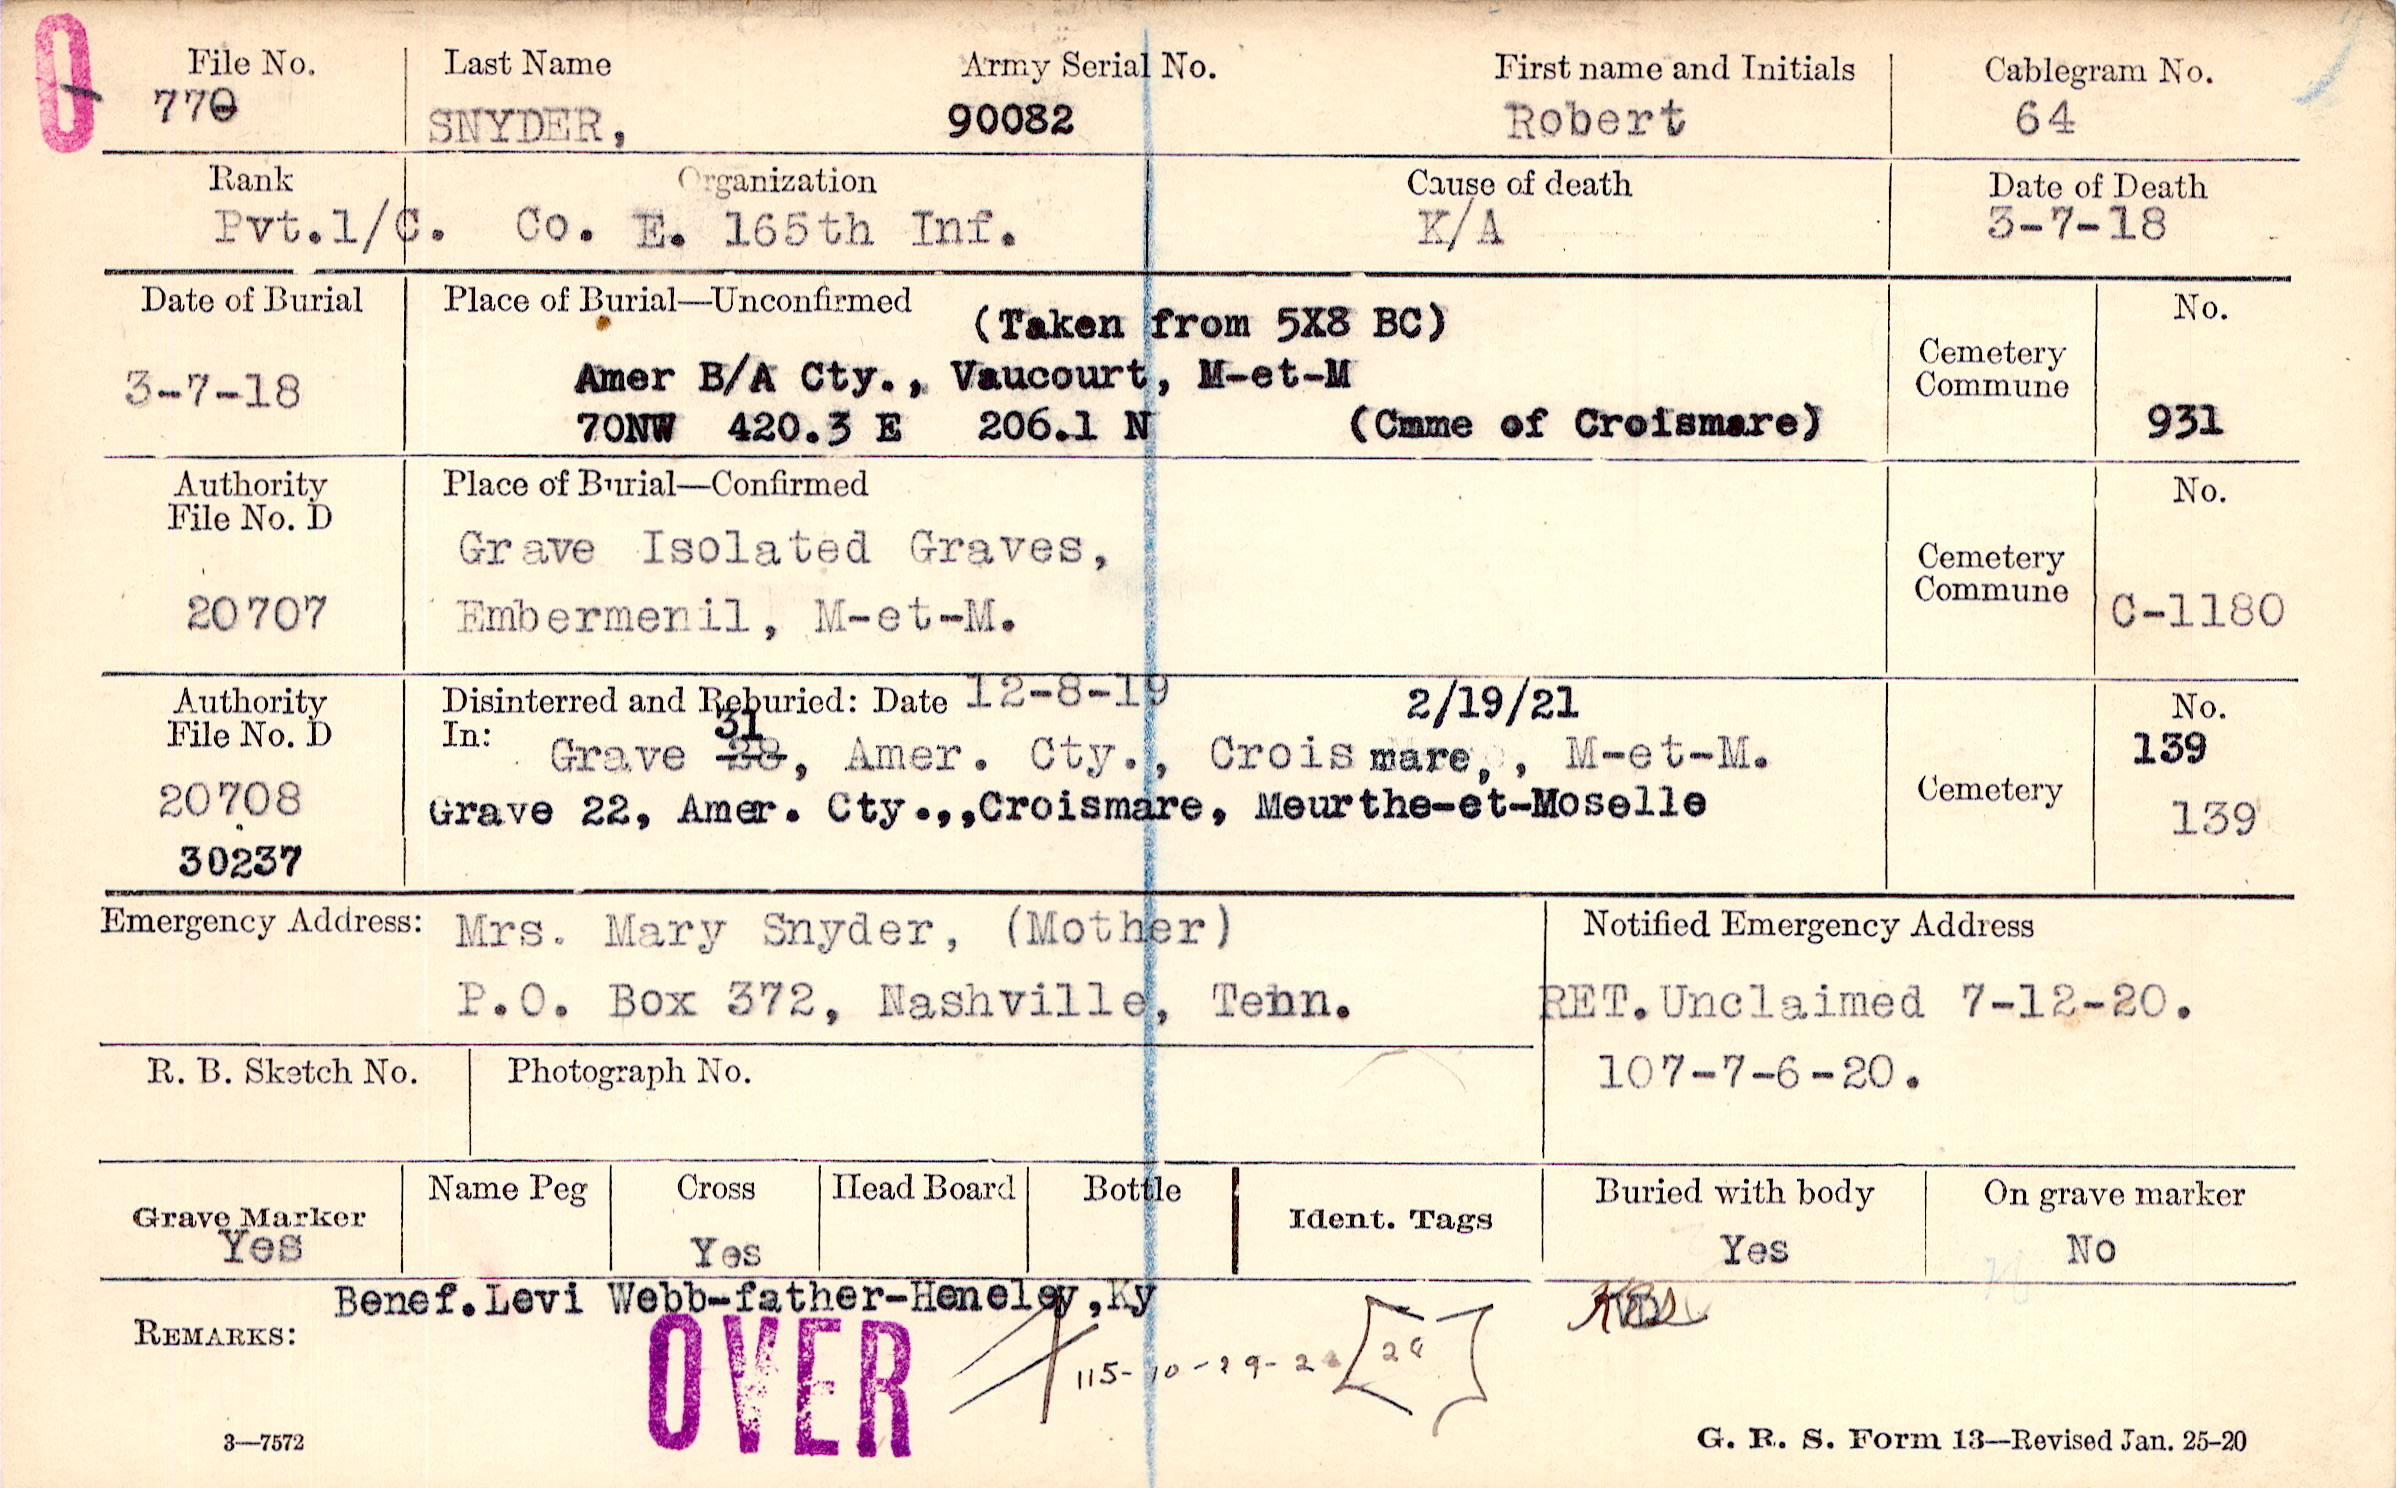 O
File No. Last Name Army Serial No. First name and Initials Cablegram No.
770 SNYDER, 90082 Robert 64
Rank Organization Cause of death Date of Death
Pvt.1/C. Co. E. 165th Inf. K/A 3-7-18
Date of Burial Place of Burial—Unconfirmed No.
(Taken from 5X8 BC)
3-7-18 Amer B/A Cty., Vaucourt, M-et-M Cemetery Commune
70NW 420.3 E 206.1 N (Cmme of Croismare) 931
Authority File No. D Place of Burial—Confirmed No.
Grave Isolated Graves, Cemetery Commune
20707 Embermenil, M-et-M. C-1180
Authority File No. D Disinterred and Reburied: Date 12-8-19 2/19/21 No.
In: 31 139
Grave 28, Amer. Cty., Croismare, , M-et-M.
20708 Grave 22, Amer. Cty.,,Croismare, Meurthe-et-Moselle Cemetery 139
30237
Emergency Address: Mrs. Mary Snyder, (Mother) Notified Emergency Address
P.O. Box 372, Nashville, Tenn. RET.Unclaimed 7-12-20.
R. B. Sketch No. Photograph No. 107-7-6-20.
Grave Marker Name Peg Cross Head Board Bottle Ident. Tags Buried with body On grave marker
Yes Yes Yes No
Benef.Levi Webb-father-Heneley,Ky
REMARKS:
OVER
115-10-29-2 28
3—7572 G. R. S. Form 13—Revised Jan. 25-20